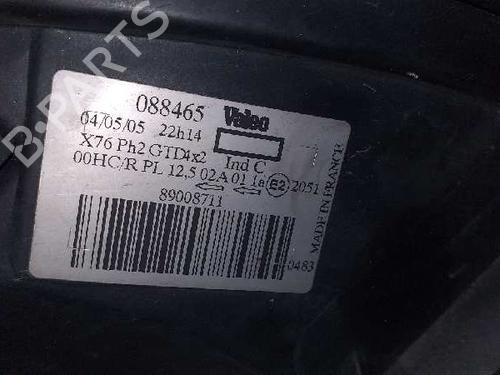 088465 Valeo
04/05/05 22h14
X76 Ph2 GTD4x2 Ind C
00HC/R PL 12,5 02A 01 1a E2 2051
89008711
0483
MADE IN FRANCE
B-PARTS